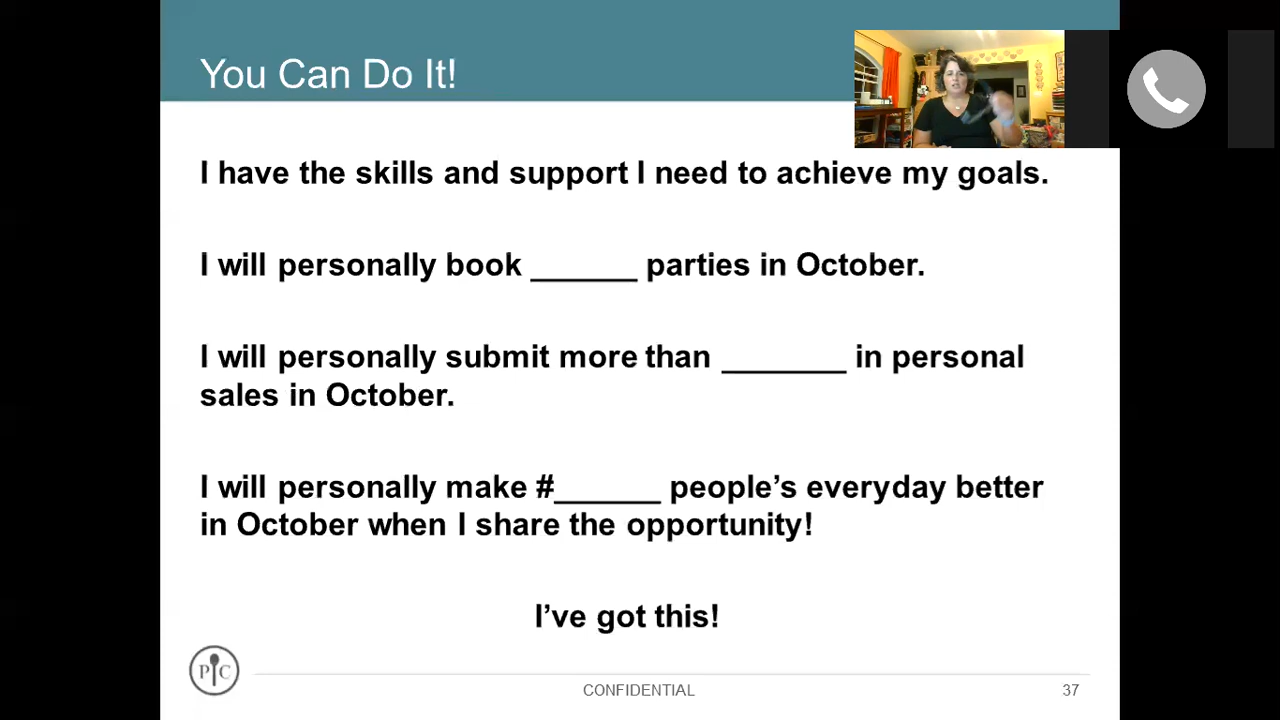 You Can Do It!
I have the skills and support I need to achieve my goals.
I will personally book ______ parties in October.
I will personally submit more than _______ in personal
sales in October.
I will personally make #______ people’s everyday better
in October when I share the opportunity!
I’ve got this!
P C
CONFIDENTIAL
37